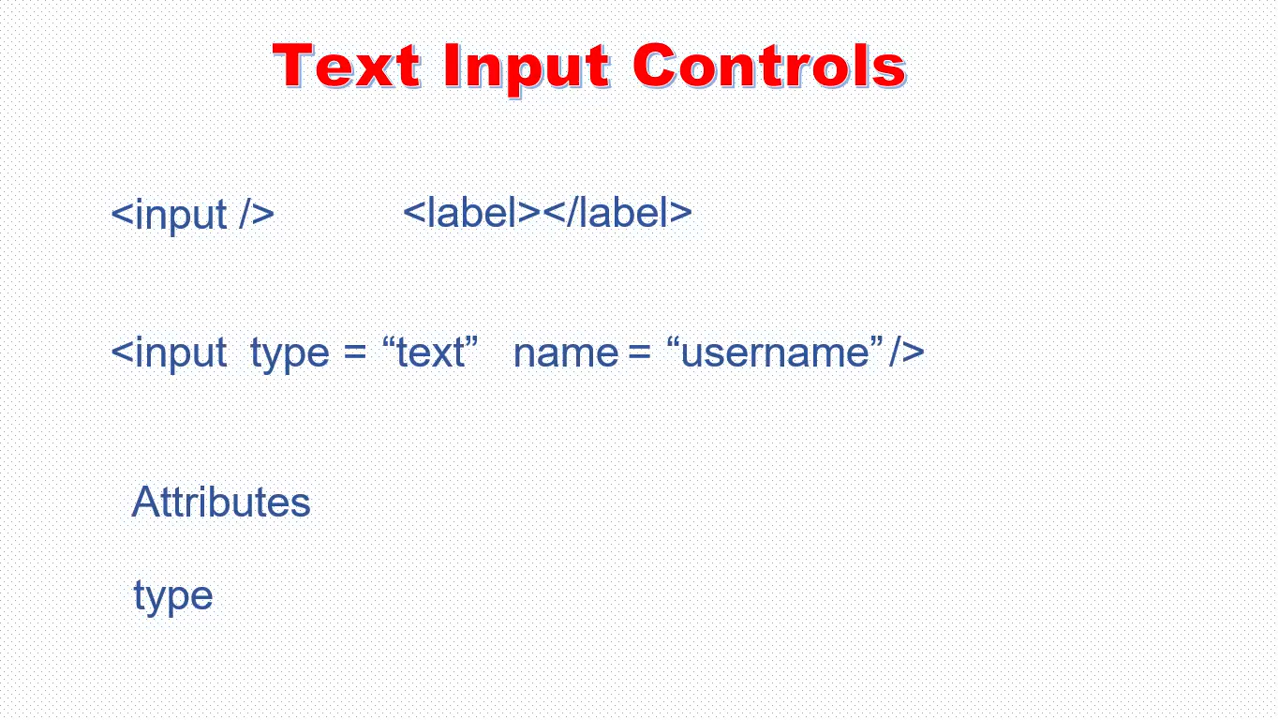 Text Input Controls
<input /> <label></label>
<input type = “text” name = “username” />
Attributes
type